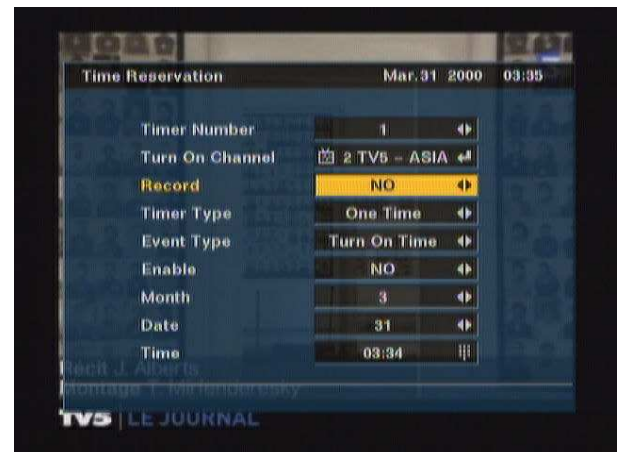 Time Reservation Mar. 31 2000 03:35
Timer Number 1
Turn On Channel 2 TV5 - ASIA
Record NO
Timer Type One Time
Event Type Turn On Time
Enable NO
Month 3
Date 31
Time 03:34
Récit J. Alberts
Montage T.
TV5 LE JOURNAL